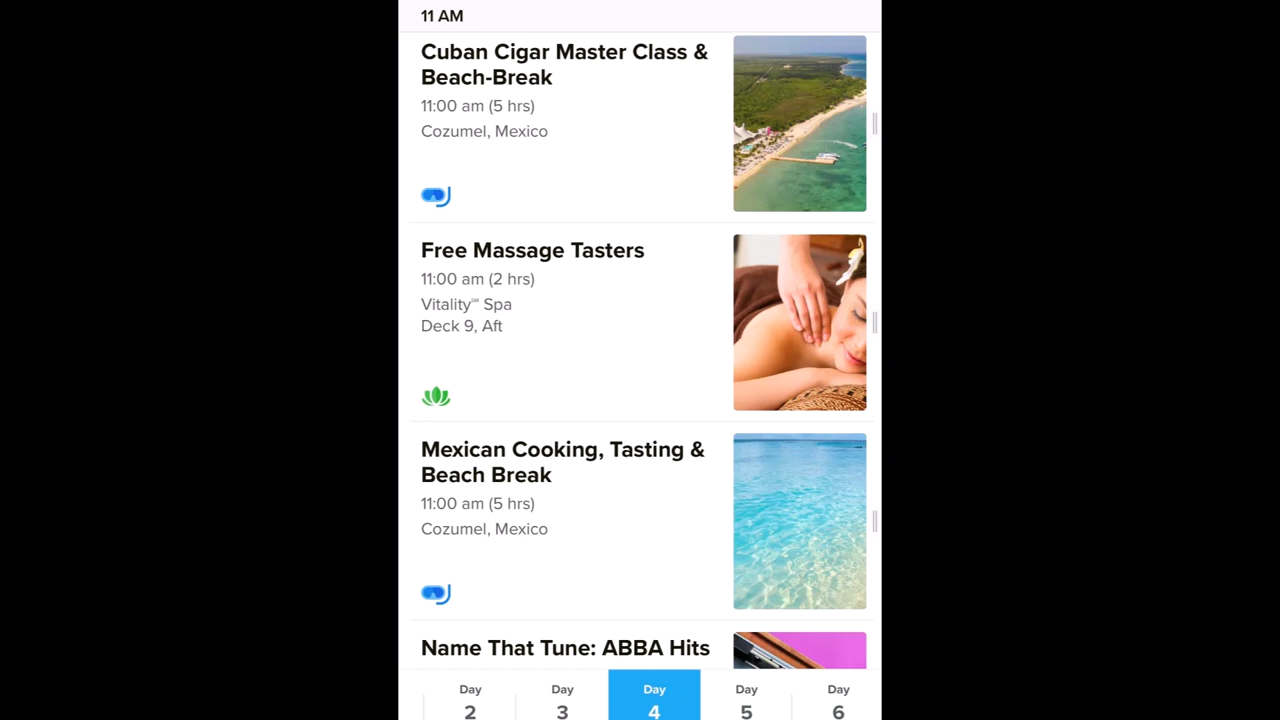 11 AM
Cuban Cigar Master Class &
Beach-Break
11:00 am (5 hrs)
Cozumel, Mexico
Free Massage Tasters
11:00 am (2 hrs)
Vitality℠ Spa
Deck 9, Aft
Mexican Cooking, Tasting &
Beach Break
11:00 am (5 hrs)
Cozumel, Mexico
Name That Tune: ABBA Hits
Day Day Day Day Day
2 3 4 5 6